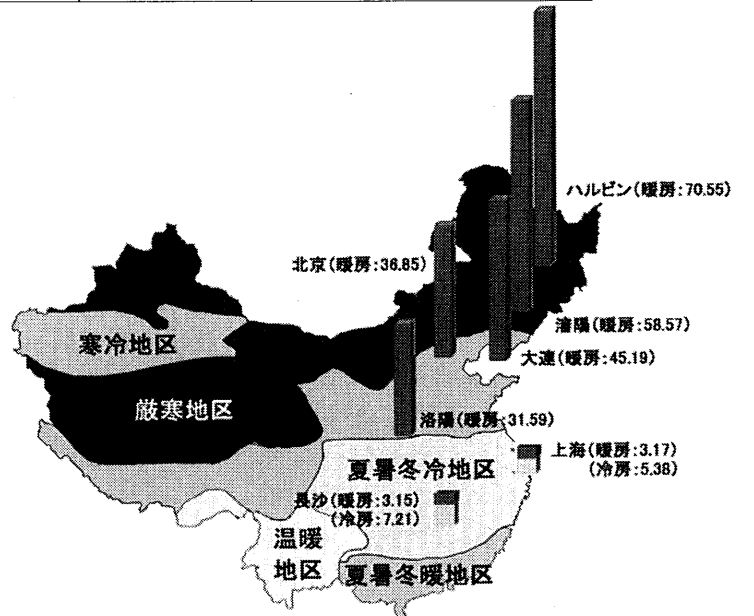 ハルビン(暖房:70.55)
北京(暖房:36.85)
瀋陽(暖房:58.57)
寒冷地区
大連(暖房:45.19)
厳寒地区
洛陽(暖房:31.59)
上海(暖房:3.17)
(冷房:5.38)
夏暑冬冷地区
長沙(暖房:3.15)
(冷房:7.21)
温暖
地区
夏暑冬暖地区